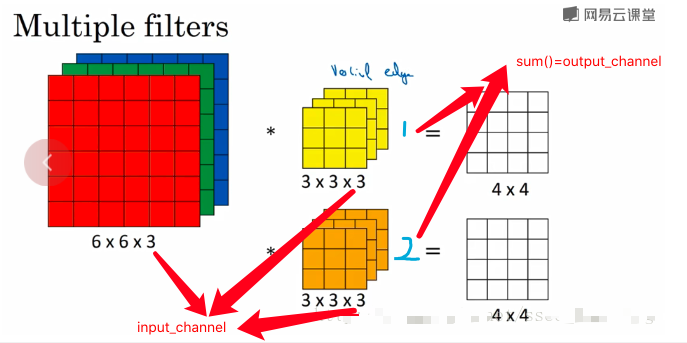 Multiple filters
网易云课堂
sum()=output_channel
edge
*
1
=
3 x 3 x 3
4 x 4
6 x 6 x 3
*
2
=
3 x 3 x 3
4 x 4
input_channel